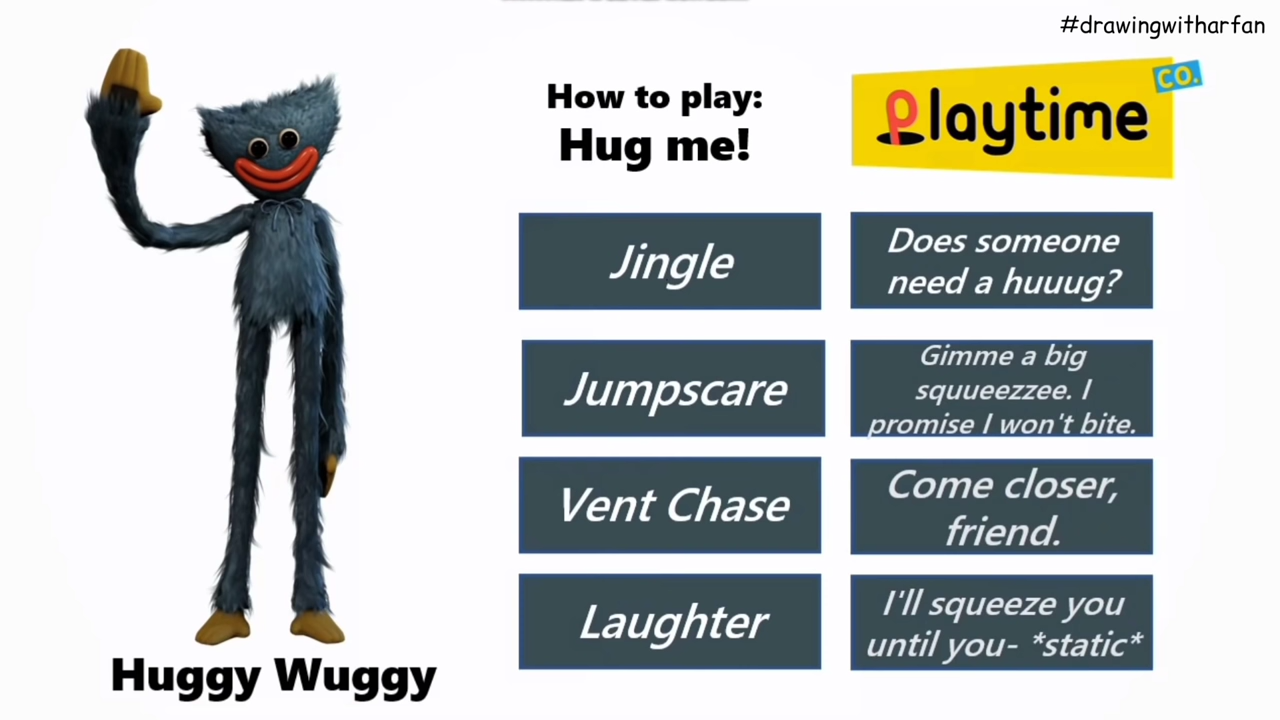 #drawingwitharfan
How to play:
Hug me!
Playtime
CO.
Jingle
Does someone
need a huuug?
Jumpscare
Gimme a big
squueezzee. I
promise I won't bite.
Vent Chase
Come closer,
friend.
Laughter
I'll squeeze you
until you- *static*
Huggy Wuggy